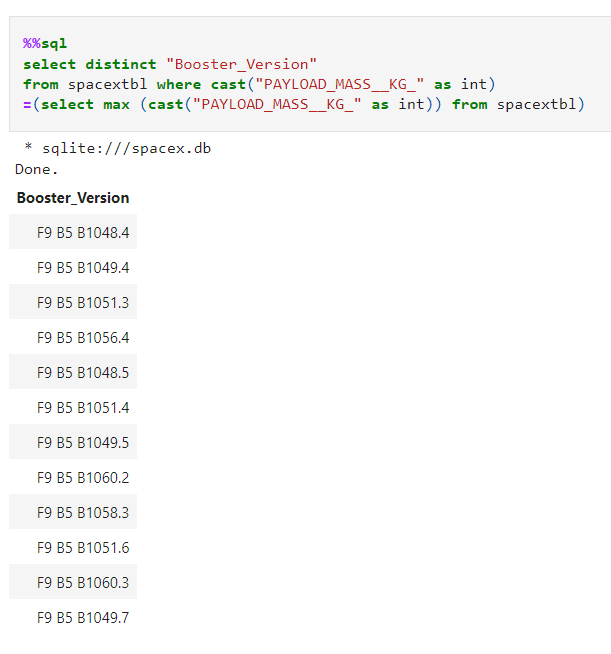 %%sql
select distinct "Booster_Version"
from spacextbl where cast("PAYLOAD_MASS__KG_" as int)
=(select max (cast("PAYLOAD_MASS__KG_" as int)) from spacextbl)
* sqlite:///spacex.db
Done.
Booster_Version
F9 B5 B1048.4
F9 B5 B1049.4
F9 B5 B1051.3
F9 B5 B1056.4
F9 B5 B1048.5
F9 B5 B1051.4
F9 B5 B1049.5
F9 B5 B1060.2
F9 B5 B1058.3
F9 B5 B1051.6
F9 B5 B1060.3
F9 B5 B1049.7